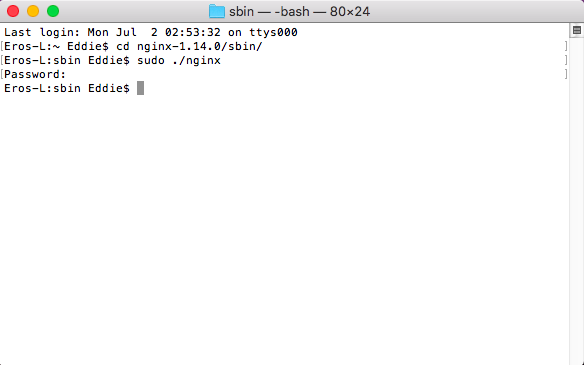 sbin — -bash — 80×24
Last login: Mon Jul  2 02:53:32 on ttys000
[Eros-L:~ Eddie$ cd nginx-1.14.0/sbin/ ]
[Eros-L:sbin Eddie$ sudo ./nginx ]
[Password: ]
Eros-L:sbin Eddie$